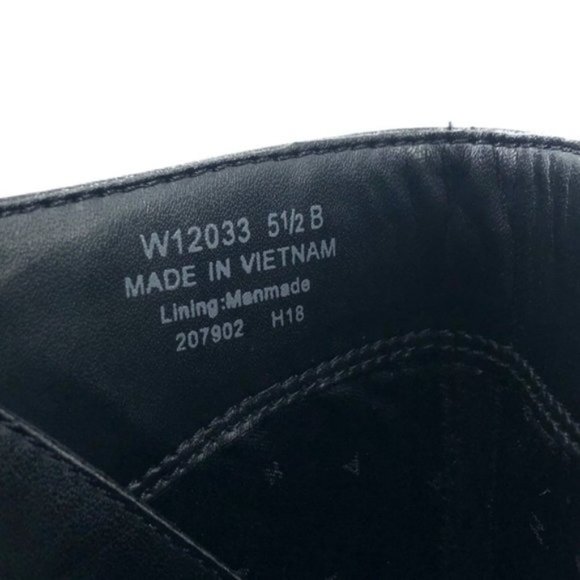 W12033 5½ B
MADE IN VIETNAM
Lining:Manmade
207902 H18